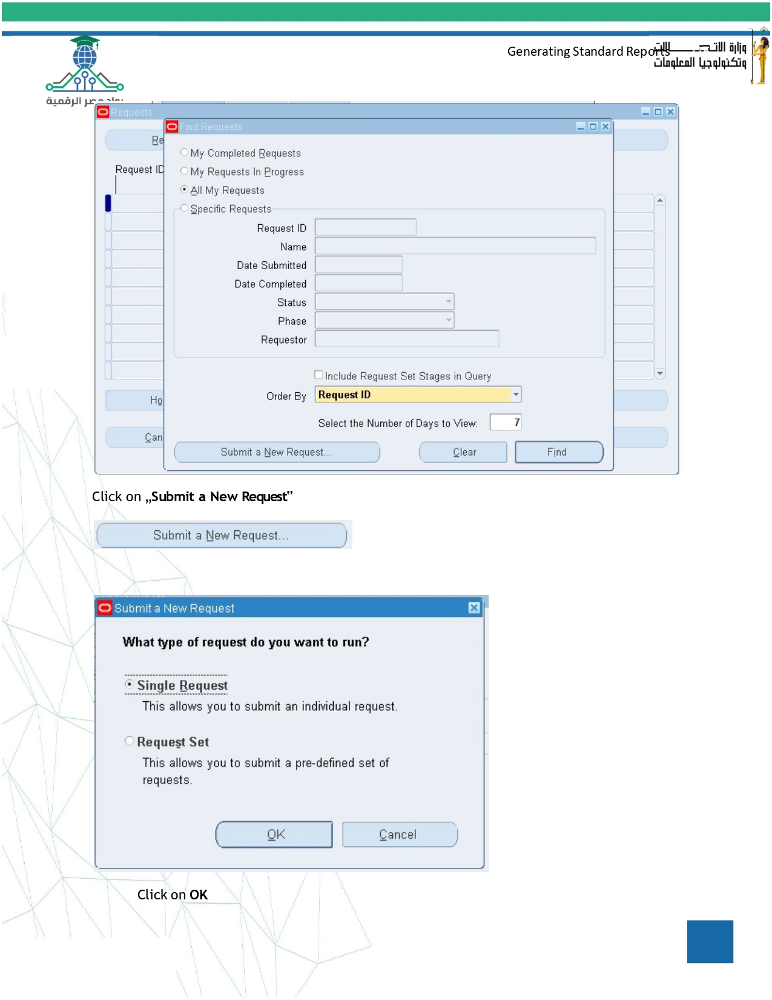 Generating Standard Reports
وزارة الاتـصـــــالات
وتكنولوجيا المعلومات
رواد مصر الرقمية
Requests
Find Requests
Re
My Completed Requests
Request ID
My Requests In Progress
All My Requests
Specific Requests
Request ID
Name
Date Submitted
Date Completed
Status
Phase
Requestor
Include Request Set Stages in Query
Ho
Order By Request ID
Select the Number of Days to View: 7
Can
Submit a New Request... Clear Find
Click on „Submit a New Request‟
Submit a New Request...
Submit a New Request
What type of request do you want to run?
Single Request
This allows you to submit an individual request.
Request Set
This allows you to submit a pre-defined set of
requests.
OK Cancel
Click on OK